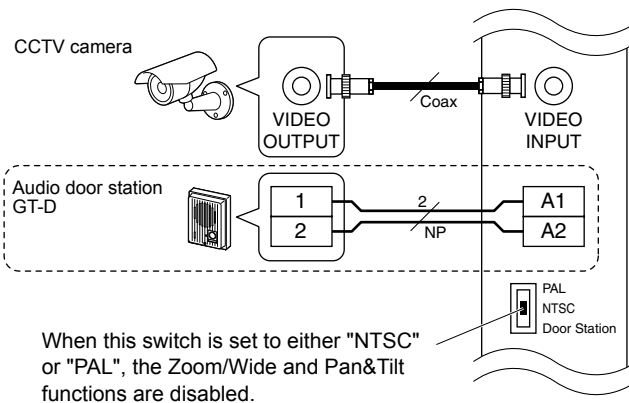 CCTV camera
VIDEO
OUTPUT
Coax
VIDEO
INPUT
Audio door station
GT-D
1
2
2
NP
A1
A2
PAL
NTSC
Door Station
When this switch is set to either "NTSC"
or "PAL", the Zoom/Wide and Pan&Tilt
functions are disabled.